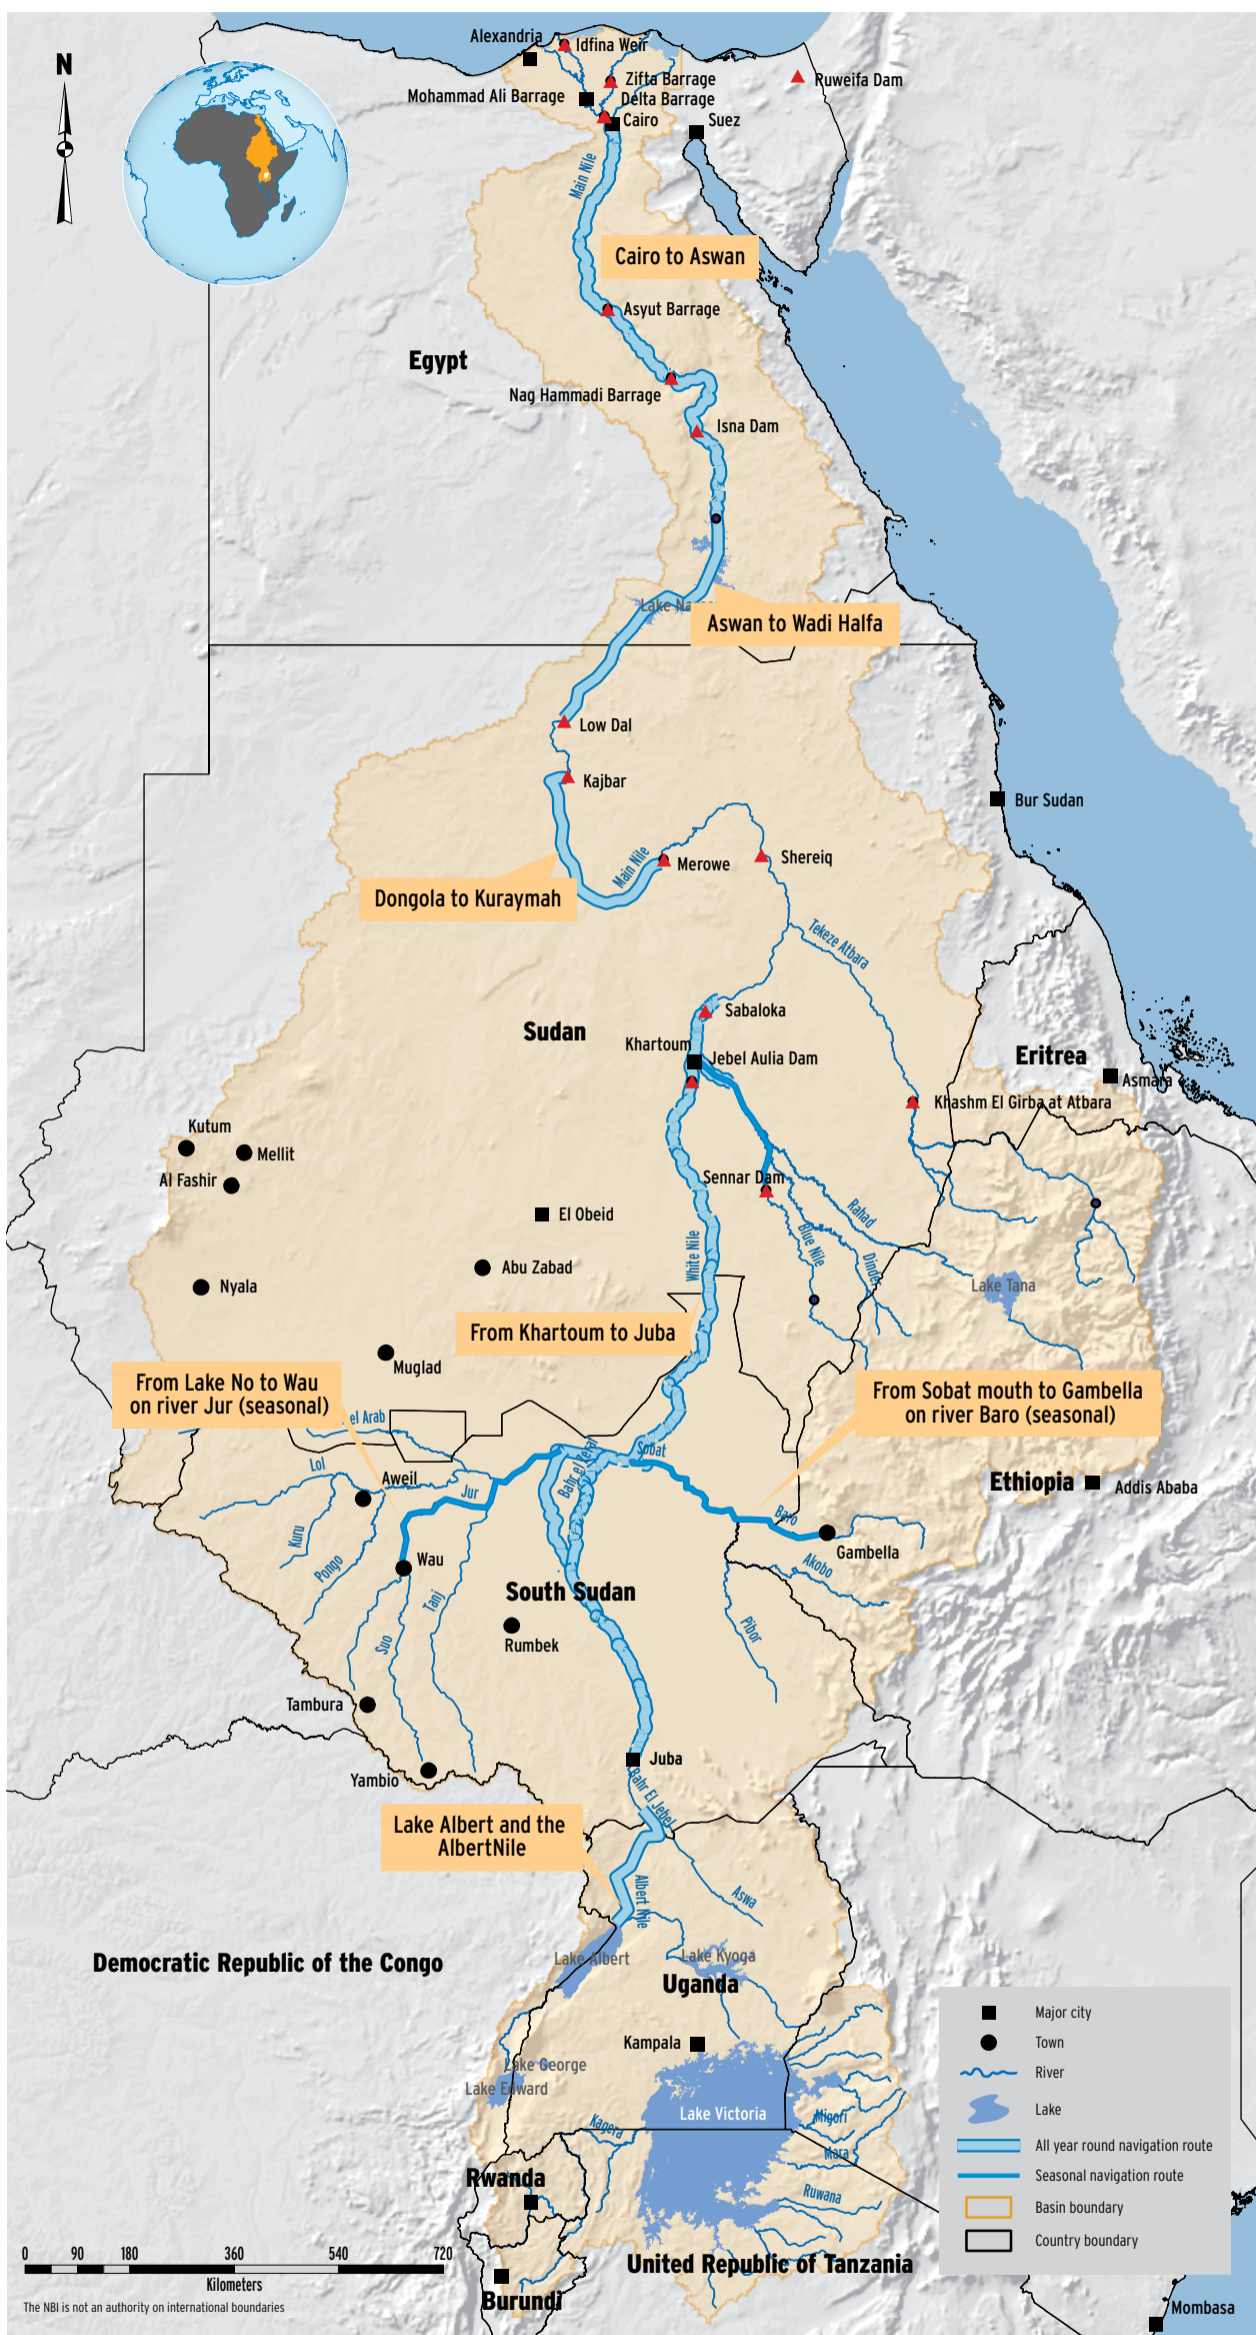 N
Alexandria
Idfina Weir
Zifta Barrage
Ruweifa Dam
Mohammad Ali Barrage
Delta Barrage
Cairo
Suez
Main Nile
Cairo to Aswan
Asyut Barrage
Egypt
Nag Hammadi Barrage
Isna Dam
Aswan to Wadi Halfa
Low Dal
Kajbar
Bur Sudan
Main Nile
Merowe
Shereiq
Dongola to Kuraymah
Tekeze Atbara
Sabaloka
Sudan
Khartoum
Jebel Aulia Dam
Eritrea
Asmara
Khashm El Girba at Atbara
Kutum
Mellit
Al Fashir
Sennar Dam
El Obeid
Rahad
White Nile
Blue Nile
Dinder
Abu Zabad
Nyala
Lake Tana
From Khartoum to Juba
Muglad
From Lake No to Wau
on river Jur (seasonal)
From Sobat mouth to Gambella
on river Baro (seasonal)
el Arab
Sobat
Lol
Aweil
Jur
Ethiopia
Addis Ababa
Baro
Kuru
Pongo
Gambella
Wau
Akobo
South Sudan
Tanj
Pibor
Suo
Rumbek
Tambura
Juba
Yambio
Bahr El Jebel
Lake Albert and the
AlbertNile
Albert Nile
Aswa
Lake Albert
Lake Kyoga
Democratic Republic of the Congo
Uganda
Kampala
Lake George
Lake Edward
Lake Victoria
Migori
Kagera
Mara
Rwanda
Ruwana
United Republic of Tanzania
Burundi
Mombasa
Major city
Town
River
Lake
All year round navigation route
Seasonal navigation route
Basin boundary
Country boundary
0 90 180 360 540 720
Kilometers
The NBI is not an authority on international boundaries